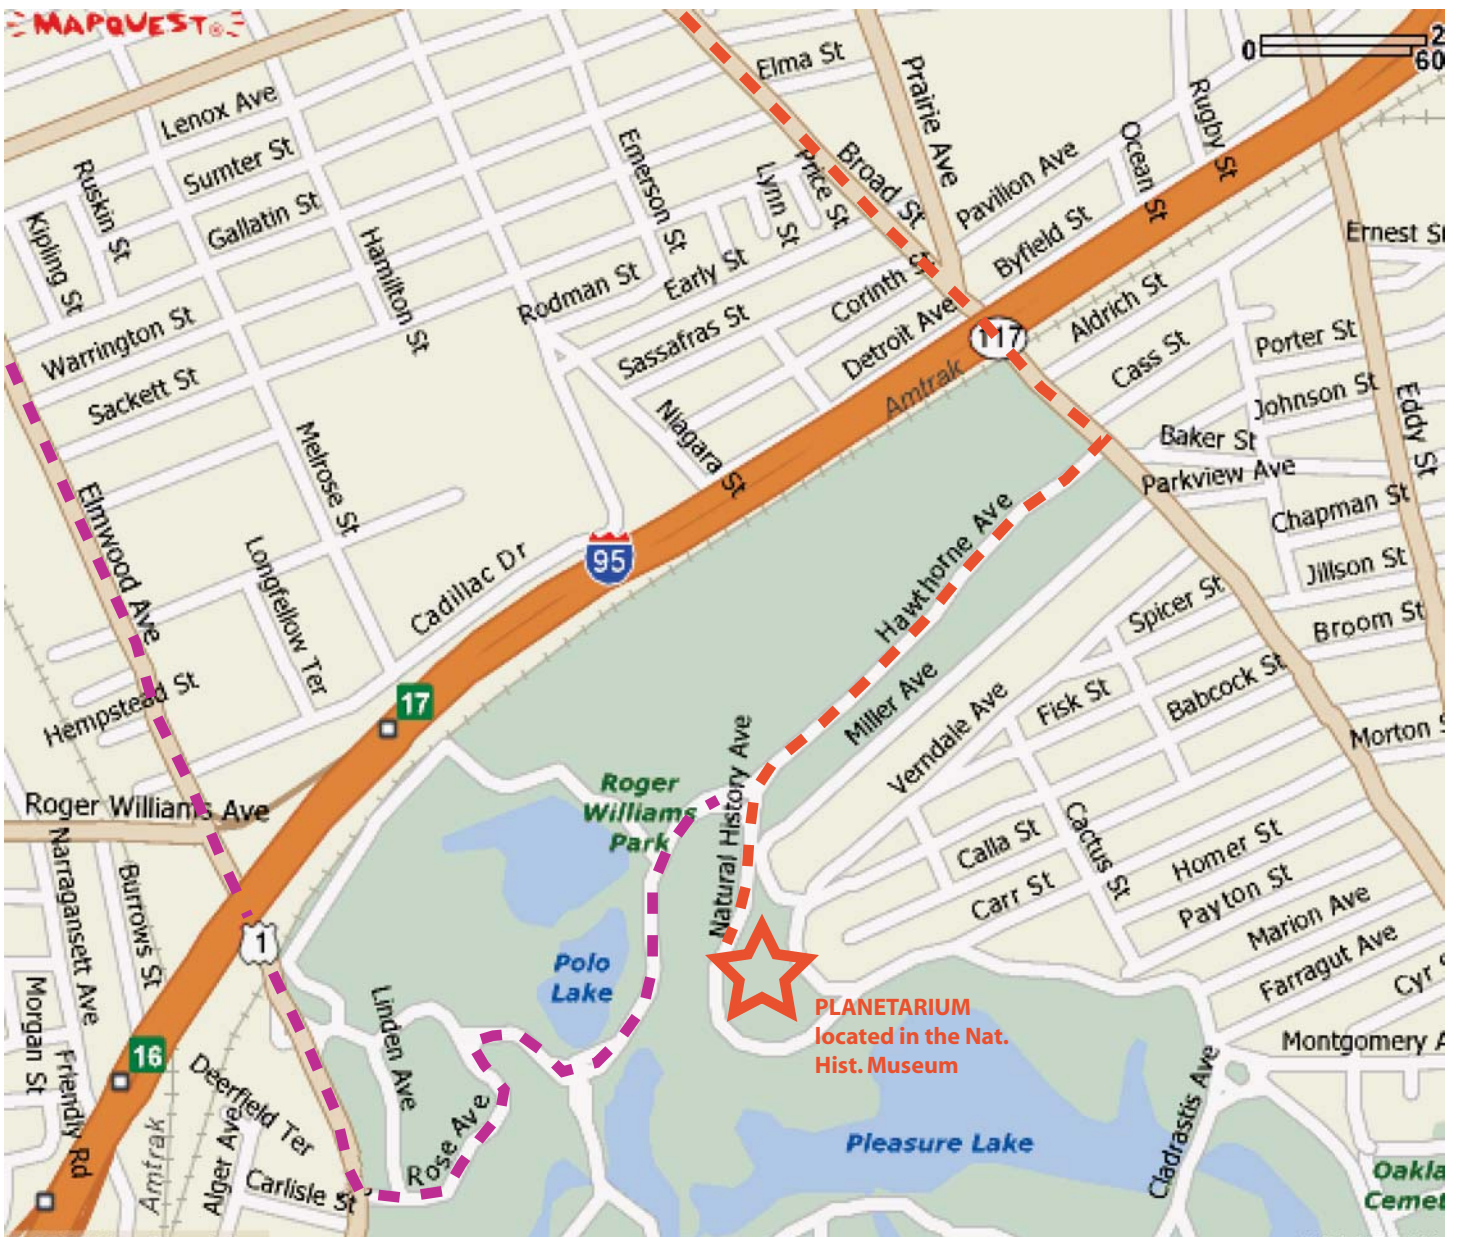 MAPQUEST®
0
2
60
Elma St
Prairie Ave
Rugby St
Lenox Ave
Emerson St
Price St
Broad St
Ocean St
Pavilion Ave
Sumter St
Ruskin St
Lynn St
Gallatin St
Kipling St
Byfield St
Ernest St
Hamilton St
Rodman St
Early St
Corinth St
Warrington St
Sassafras St
Detroit Ave
117
Aldrich St
Porter St
Cass St
Sackett St
Amtrak
Johnson St
Eddy St
Niagara St
Melrose St
Baker St
Parkview Ave
Elmwood Ave
Chapman St
Hawthorne Ave
95
Longfellow Ter
Cadillac Dr
Jillson St
Spicer St
Broom St
Hempstead St
17
Miller Ave
Verndale Ave
Fisk St
Babcock St
Natural History Ave
Morton S
Roger Williams Ave
Roger
Williams
Park
Narragansett Ave
Burrows St
Calla St
Cactus St
Homer St
Carr St
Payton St
Marion Ave
1
Farragut Ave
Polo
Lake
Cyr S
Morgan St
Linden Ave
PLANETARIUM
located in the Nat.
Hist. Museum
16
Friendly Rd
Deerfield Ter
Montgomery A
Alger Ave
Amtrak
Rose Ave
Carlisle St
Pleasure Lake
Cladrastis Ave
Oakla
Cemet